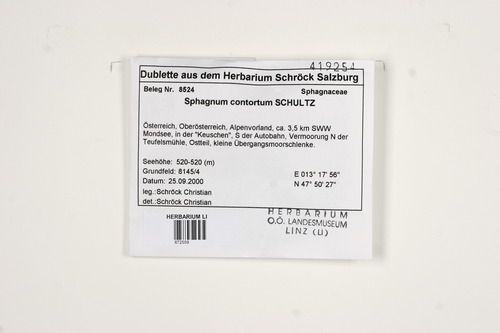 419254
Dublette aus dem Herbarium Schröck Salzburg
Beleg Nr. 8524 Sphagnaceae
Sphagnum contortum SCHULTZ
Österreich, Oberösterreich, Alpenvorland, ca. 3,5 km SWW
Mondsee, in der "Keuschen", S der Autobahn, Vermoorung N der
Teufelsmühle, Ostteil, kleine Übergangsmoorschlenke.
Seehöhe: 520-520 (m)
Grundfeld: 8145/4 E 013° 17' 56"
Datum: 25.09.2000 N 47° 50' 27"
leg.:Schröck Christian
det.:Schröck Christian
HERBARIUM LI
HERBARIUM
O.Ö. LANDESMUSEUM
LINZ (LI)